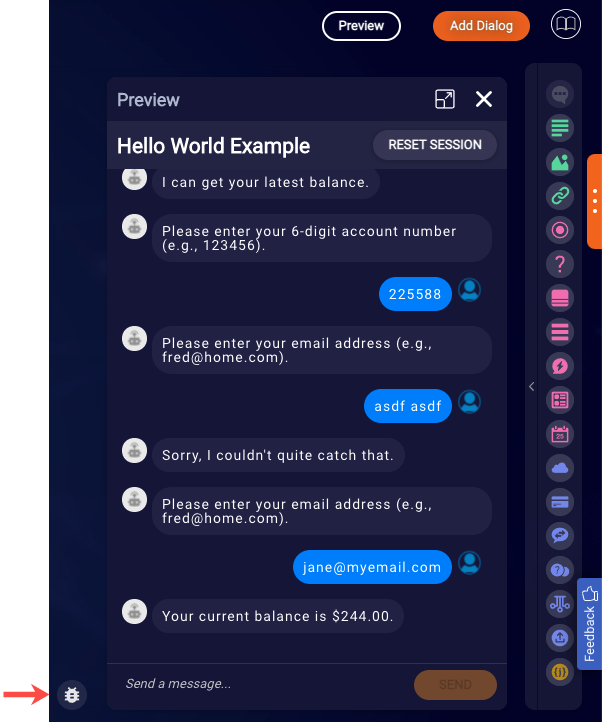 Preview
Add Dialog
Preview
Hello World Example
RESET SESSION
I can get your latest balance.
Please enter your 6-digit account number
(e.g., 123456).
225588
Please enter your email address (e.g.,
fred@home.com).
asdf asdf
Sorry, I couldn't quite catch that.
Please enter your email address (e.g.,
fred@home.com).
jane@myemail.com
Your current balance is $244.00.
Send a message...
SEND
?
25
Feedback